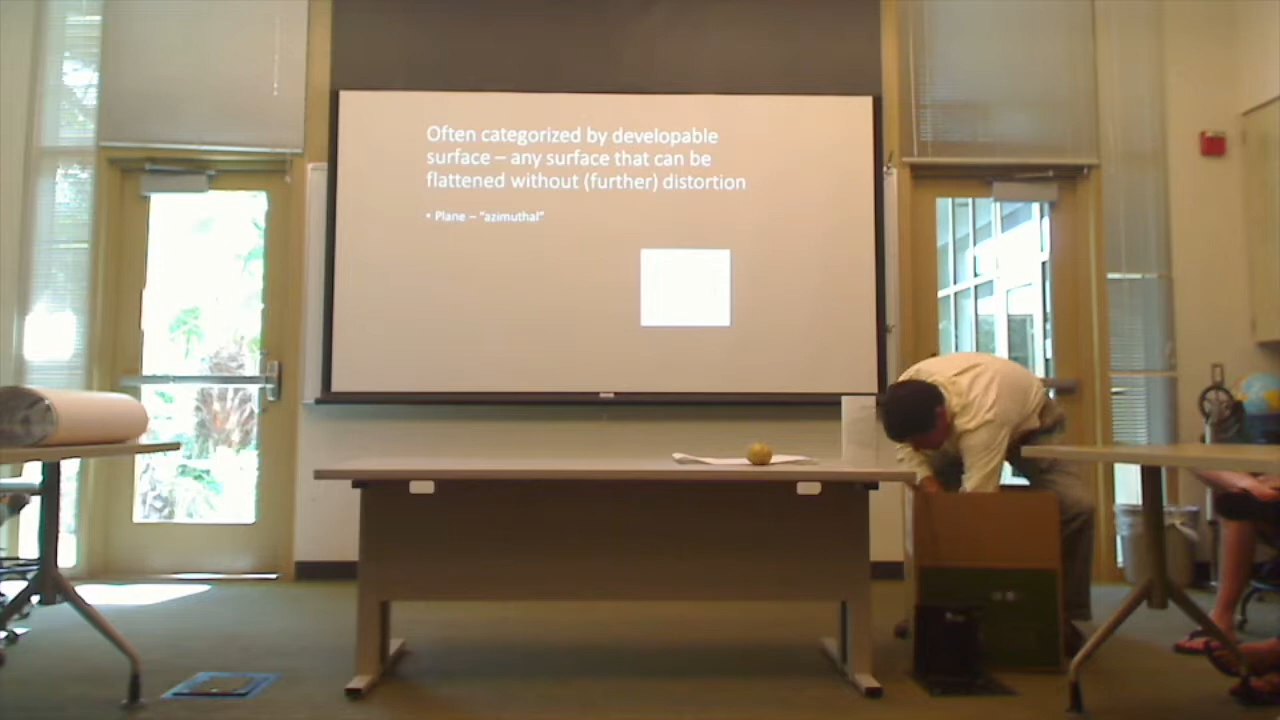 Often categorized by developable
surface – any surface that can be
flattened without (further) distortion
• Plane – “azimuthal”